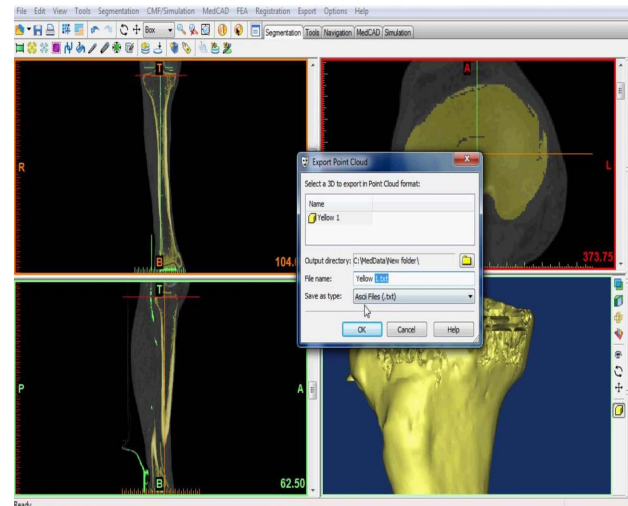 File Edit View Tools Segmentation CMF/Simulation MedCAD FEA Registration Export Options Help
Box Segmentation Tools Navigation MedCAD Simulation
T
A
R
L
B
104.0
373.75
Export Point Cloud
Select a 3D to export in Point Cloud format:
Name
Yellow 1
Output directory: C:\MedData\New folder\
File name: Yellow 1.txt
Save as type: Ascii Files (.txt)
OK Cancel Help
T
P
A
B
62.50
Ready